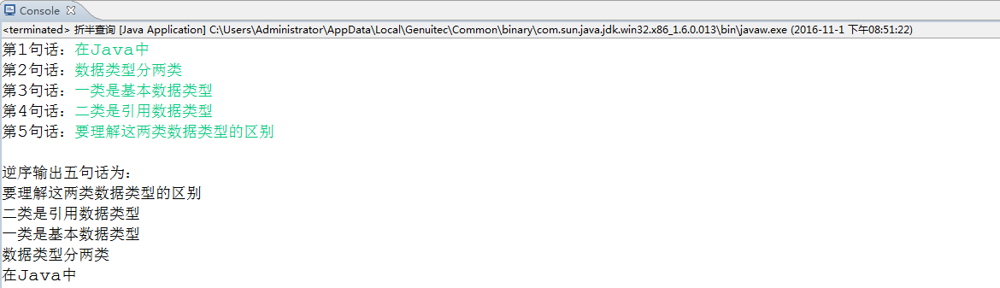 Console
<terminated> 折半查询 [Java Application] C:\Users\Administrator\AppData\Local\Genuitec\Common\binary\com.sun.java.jdk.win32.x86_1.6.0.013\bin\javaw.exe (2016-11-1 下午08:51:22)
第1句话：在Java中
第2句话：数据类型分两类
第3句话：一类是基本数据类型
第4句话：二类是引用数据类型
第5句话：要理解这两类数据类型的区别
逆序输出五句话为：
要理解这两类数据类型的区别
二类是引用数据类型
一类是基本数据类型
数据类型分两类
在Java中